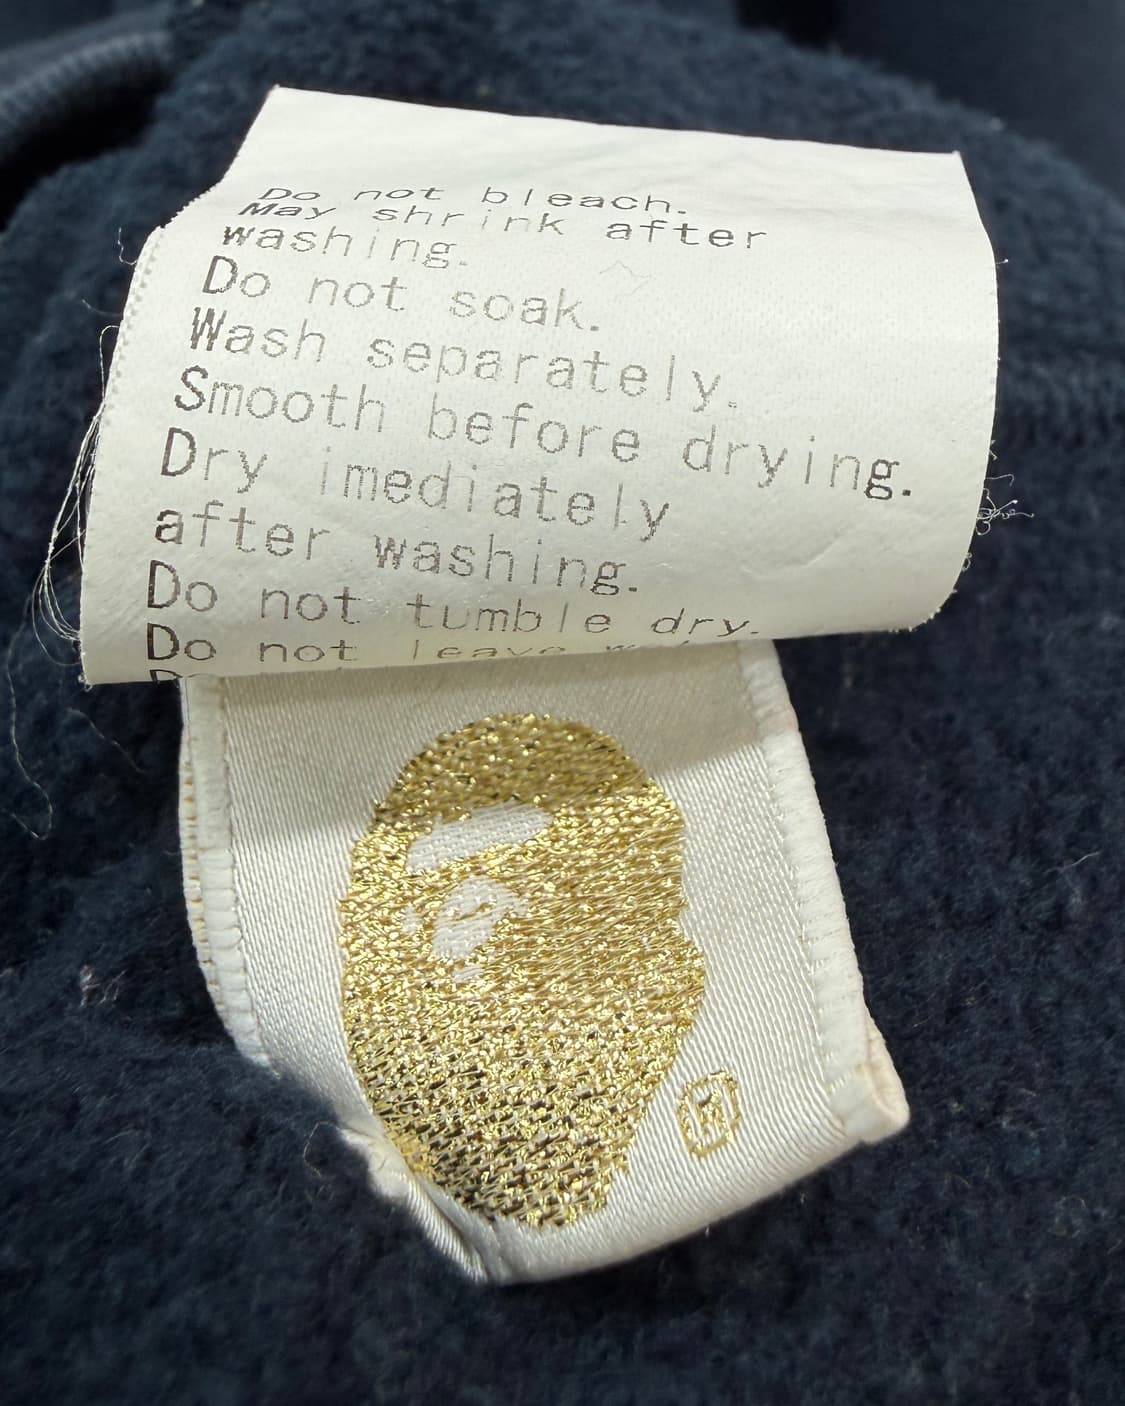 Do not bleach.
May shrink after
washing.
Do not soak.
Wash separately.
Smooth before drying.
Dry imediately
after washing.
Do not tumble dry.
Do not leave